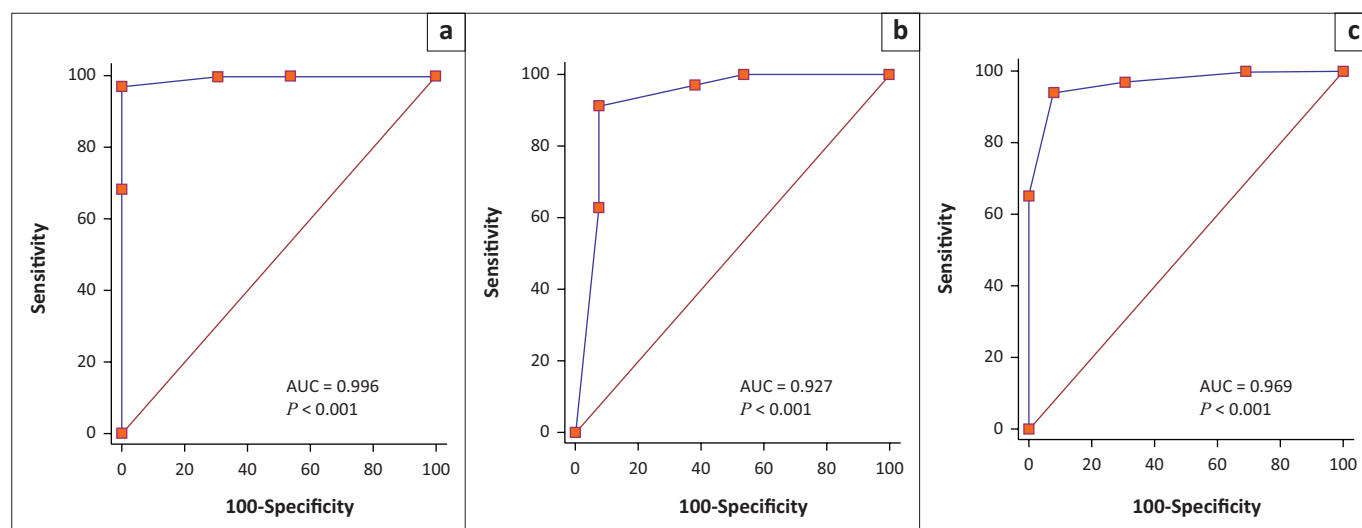 a
100
80
60
40
20
0
Sensitivity
AUC = 0.996
P < 0.001
0 20 40 60 80 100
100-Specificity
b
100
80
60
40
20
0
Sensitivity
AUC = 0.927
P < 0.001
0 20 40 60 80 100
100-Specificity
c
100
80
60
40
20
0
Sensitivity
AUC = 0.969
P < 0.001
0 20 40 60 80 100
100-Specificity